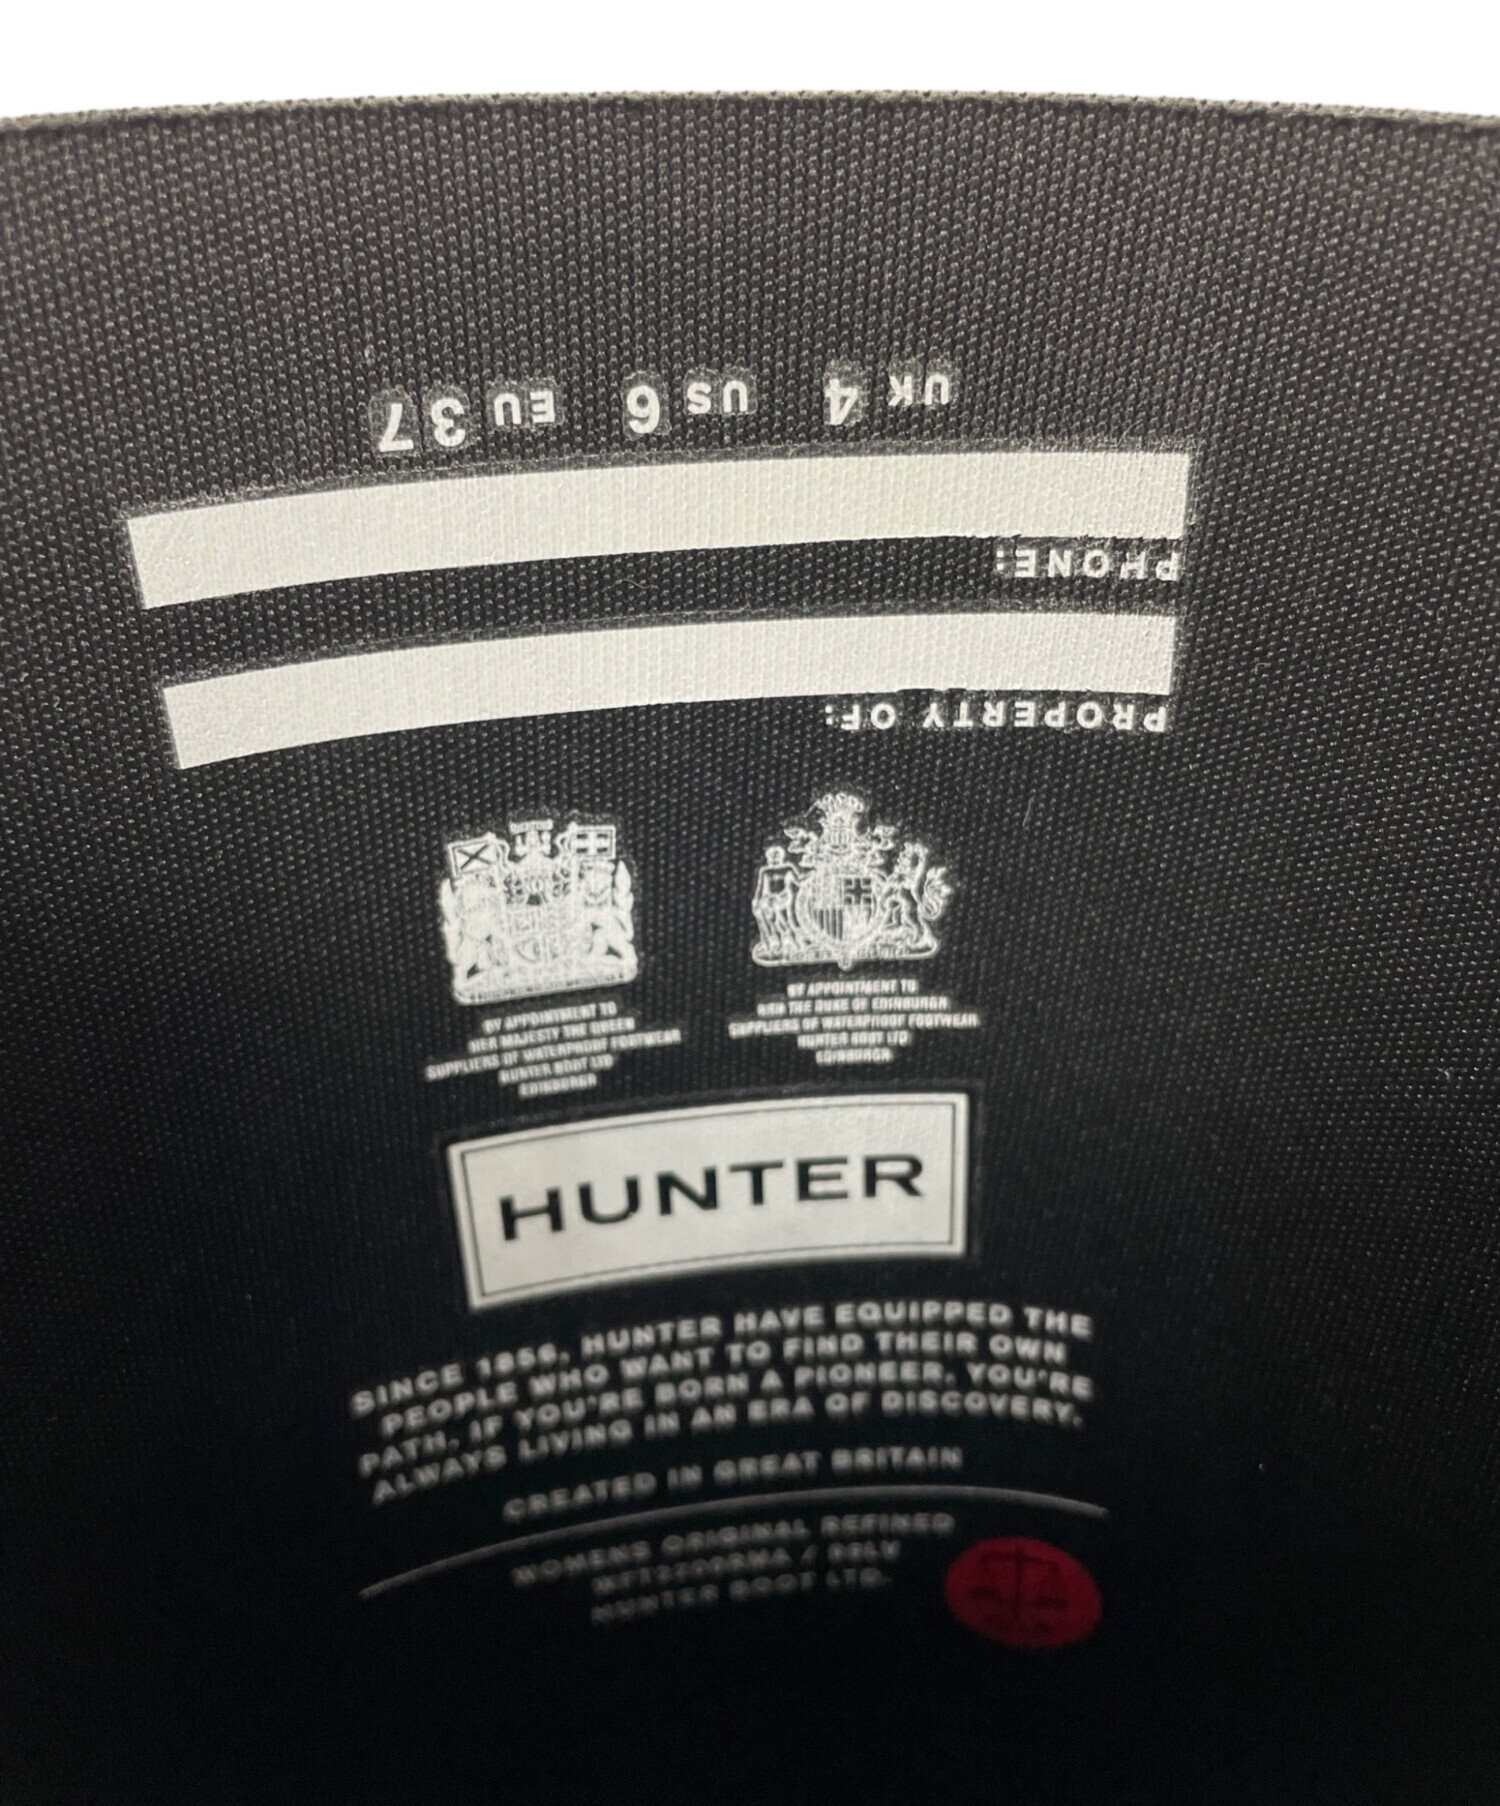 UK 4 US 6 EU 37
PHONE:
PROPERTY OF:
BY APPOINTMENT TO
HER MAJESTY THE QUEEN
SUPPLIERS OF WATERPROOF FOOTWEAR
HUNTER BOOT LTD
EDINBURGH
BY APPOINTMENT TO
HRH THE DUKE OF EDINBURGH
SUPPLIERS OF WATERPROOF FOOTWEAR
HUNTER BOOT LTD
EDINBURGH
HUNTER
SINCE 1856, HUNTER HAVE EQUIPPED THE
PEOPLE WHO WANT TO FIND THEIR OWN
PATH. IF YOU'RE BORN A PIONEER, YOU'RE
ALWAYS LIVING IN AN ERA OF DISCOVERY.
CREATED IN GREAT BRITAIN
WOMENS ORIGINAL REFINED
HUNTER BOOT LTD.